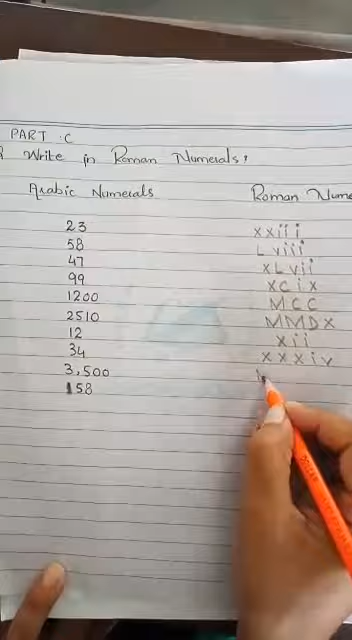 PART . C
Write in Roman Numerals:
Arabic Numerals Roman Nume
23 xxiii
58 Lviii
47 xLvii
99 xcix
1200 MCC
2510 MMDX
12 xii
34 xxxiv
3,500
158